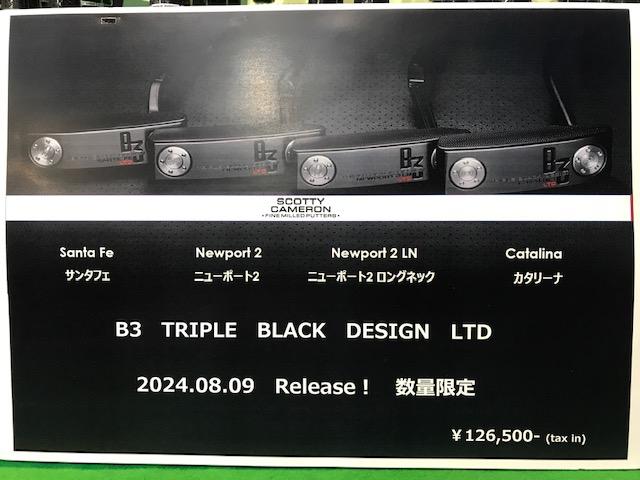 SCOTTY
CAMERON
• FINE MILLED PUTTERS •
Santa Fe Newport 2 Newport 2 LN Catalina
サンタフェ ニューポート2 ニューポート2 ロングネック カタリーナ
B3 TRIPLE BLACK DESIGN LTD
2024.08.09 Release！ 数量限定
￥126,500- (tax in)